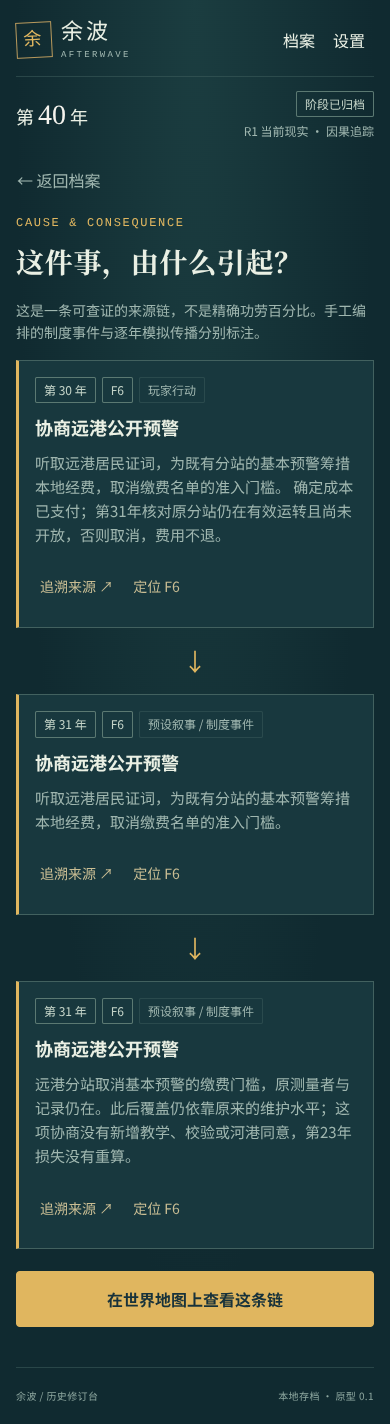 余 余波
AFTERWAVE
档案 设置
第 40 年
阶段已归档
R1 当前现实 · 因果追踪
← 返回档案
CAUSE & CONSEQUENCE
这件事，由什么引起？
这是一条可查证的来源链，不是精确功劳百分比。手工编
排的制度事件与逐年模拟传播分别标注。
第 30 年 F6 玩家行动
协商远港公开预警
听取远港居民证词，为既有分站的基本预警筹措
本地经费，取消缴费名单的准入门槛。 确定成本
已支付；第31年核对原分站仍在有效运转且尚未
开放，否则取消，费用不退。
追溯来源 ↗ 定位 F6
↓
第 31 年 F6 预设叙事 / 制度事件
协商远港公开预警
听取远港居民证词，为既有分站的基本预警筹措
本地经费，取消缴费名单的准入门槛。
追溯来源 ↗ 定位 F6
↓
第 31 年 F6 预设叙事 / 制度事件
协商远港公开预警
远港分站取消基本预警的缴费门槛，原测量者与
记录仍在。此后覆盖仍依靠原来的维护水平；这
项协商没有新增教学、校验或河港同意，第23年
损失没有重算。
追溯来源 ↗ 定位 F6
在世界地图上查看这条链
余波 / 历史修订台
本地存档 · 原型 0.1